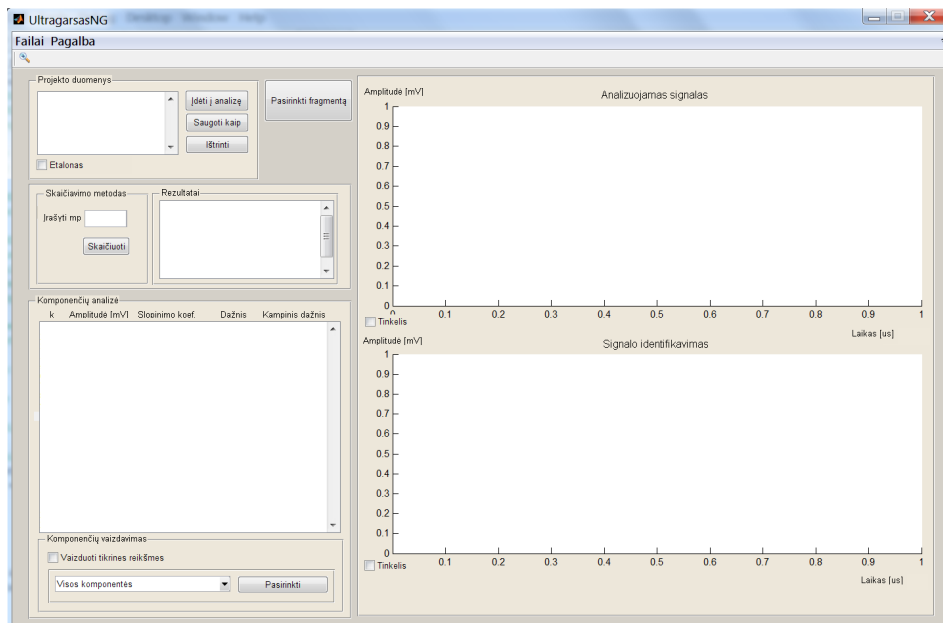 UltragarsasNG
Failai Pagalba
Projekto duomenys
Įdėti į analizę
Saugoti kaip
Ištrinti
Etalonas
Pasirinkti fragmentą
Skaičiavimo metodas
Įrašyti mp
Skaičiuoti
Rezultatai
Komponenčių analizė
k Amplitudė [mV] Slopinimo koef. Dažnis Kampinis dažnis
Komponenčių vaizdavimas
Vaizduoti tikrines reikšmes
Visos komponentės
Pasirinkti
Amplitudė [mV]
Analizuojamas signalas
1
0.9
0.8
0.7
0.6
0.5
0.4
0.3
0.2
0.1
0
0 0.1 0.2 0.3 0.4 0.5 0.6 0.7 0.8 0.9 1
Tinkelis
Laikas [us]
Amplitudė [mV]
Signalo identifikavimas
1
0.9
0.8
0.7
0.6
0.5
0.4
0.3
0.2
0.1
0
0.1 0.2 0.3 0.4 0.5 0.6 0.7 0.8 0.9 1
Tinkelis
Laikas [us]